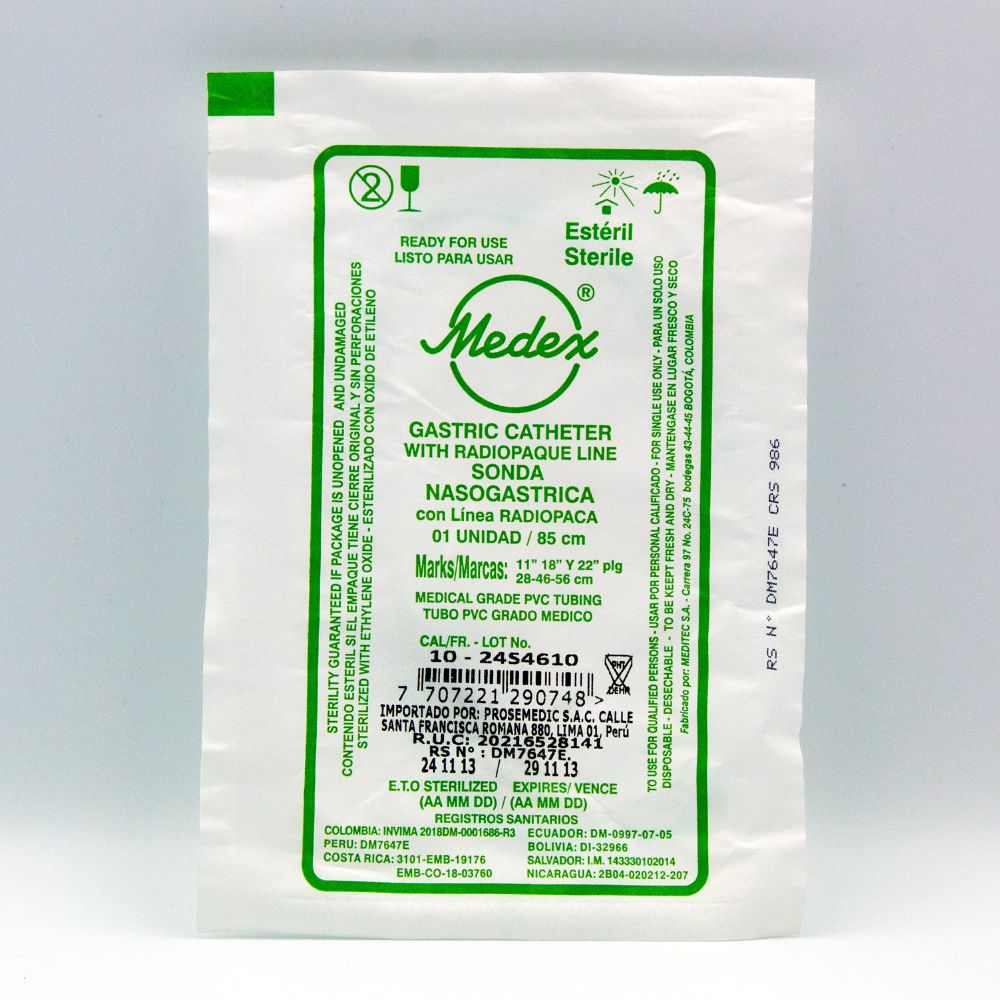 READY FOR USE
LISTO PARA USAR
Estéril
Sterile
Medex ®
GASTRIC CATHETER
WITH RADIOPAQUE LINE
SONDA
NASOGASTRICA
con Línea RADIOPACA
01 UNIDAD / 85 cm
Marks/Marcas: 11" 18" Y 22" plg
28-46-56 cm
MEDICAL GRADE PVC TUBING
TUBO PVC GRADO MEDICO
CAL/FR. - LOT No.
10 - 24S4610
PHT
DEHP
7 707221 290748 >
IMPORTADO POR: PROSEMEDIC S.A.C. CALLE
SANTA FRANCISCA ROMANA 880, LIMA 01, Perú
R.U.C: 20216528141
RS N° : DM7647E.
24 11 13 / 29 11 13
E.T.O STERILIZED EXPIRES/ VENCE
(AA MM DD) / (AA MM DD)
REGISTROS SANITARIOS
COLOMBIA: INVIMA 2018DM-0001686-R3
PERU: DM7647E
COSTA RICA: 3101-EMB-19176
EMB-CO-18-03760
ECUADOR: DM-0997-07-05
BOLIVIA: DI-32966
SALVADOR: I.M. 143330102014
NICARAGUA: 2B04-020212-207
STERILITY GUARANTEED IF PACKAGE IS UNOPENED AND UNDAMAGED
CONTENIDO ESTERIL SI EL EMPAQUE TIENE CIERRE ORIGINAL Y SIN PERFORACIONES
STERILIZED WITH ETHYLENE OXIDE - ESTERILIZADO CON OXIDO DE ETILENO
TO USE FOR QUALIFIED PERSONS - USAR POR PERSONAL CALIFICADO - FOR SINGLE USE ONLY - PARA UN SOLO USO
DISPOSABLE - DESECHABLE - TO BE KEEPT FRESH AND DRY - MANTENGASE EN LUGAR FRESCO Y SECO
Fabricado por: MEDITEC S.A. - Carrera 97 No. 24C-75 bodegas 43-44-45 BOGOTÁ, COLOMBIA
RS N° DM7647E CRS 986